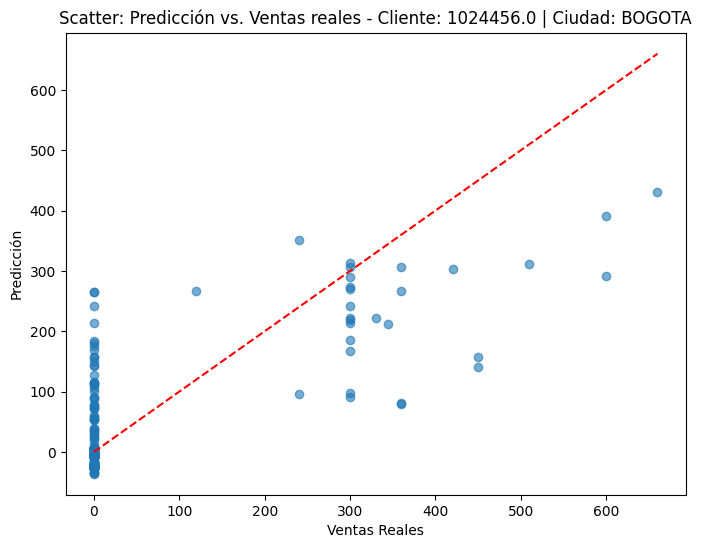 Scatter: Predicción vs. Ventas reales - Cliente: 1024456.0 | Ciudad: BOGOTA
Predicción
600
500
400
300
200
100
0
0 100 200 300 400 500 600
Ventas Reales